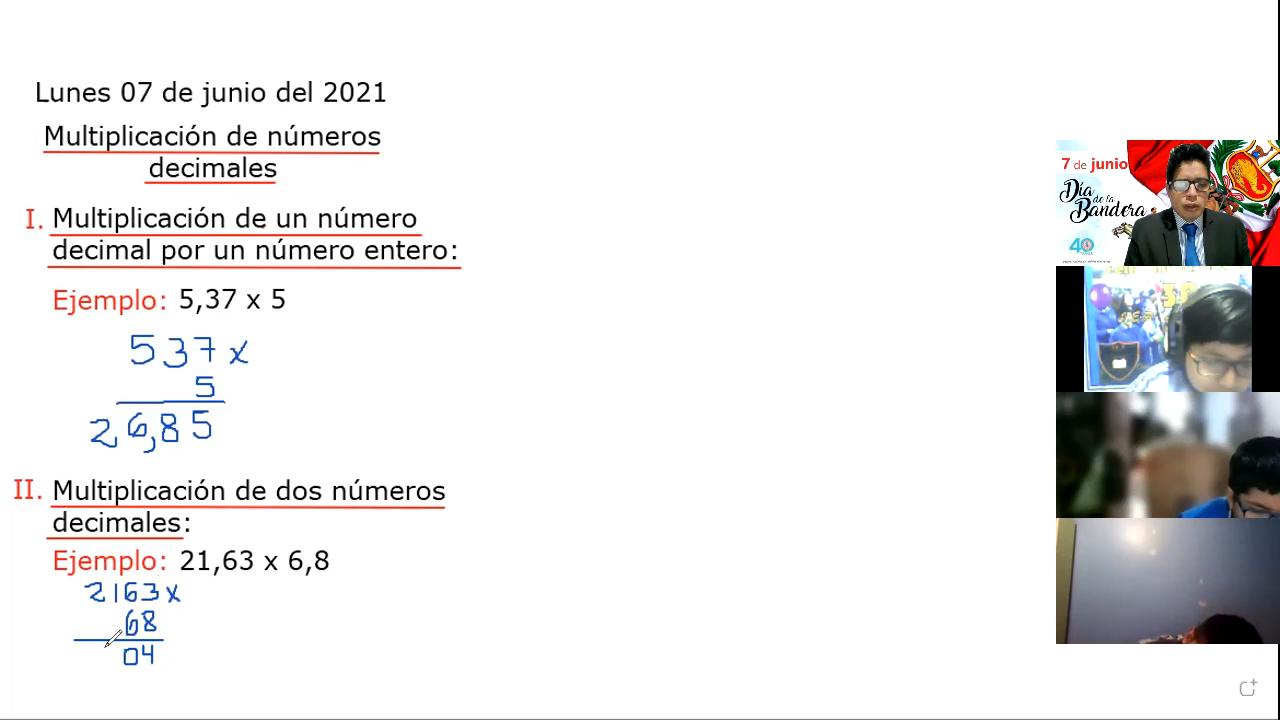 Lunes 07 de junio del 2021
Multiplicación de números
decimales
I. Multiplicación de un número
decimal por un número entero:
Ejemplo: 5,37 x 5
537 x
5
26,85
II. Multiplicación de dos números
decimales:
Ejemplo: 21,63 x 6,8
2163 x
68
04
7 de junio
Día
de la
Bandera
40